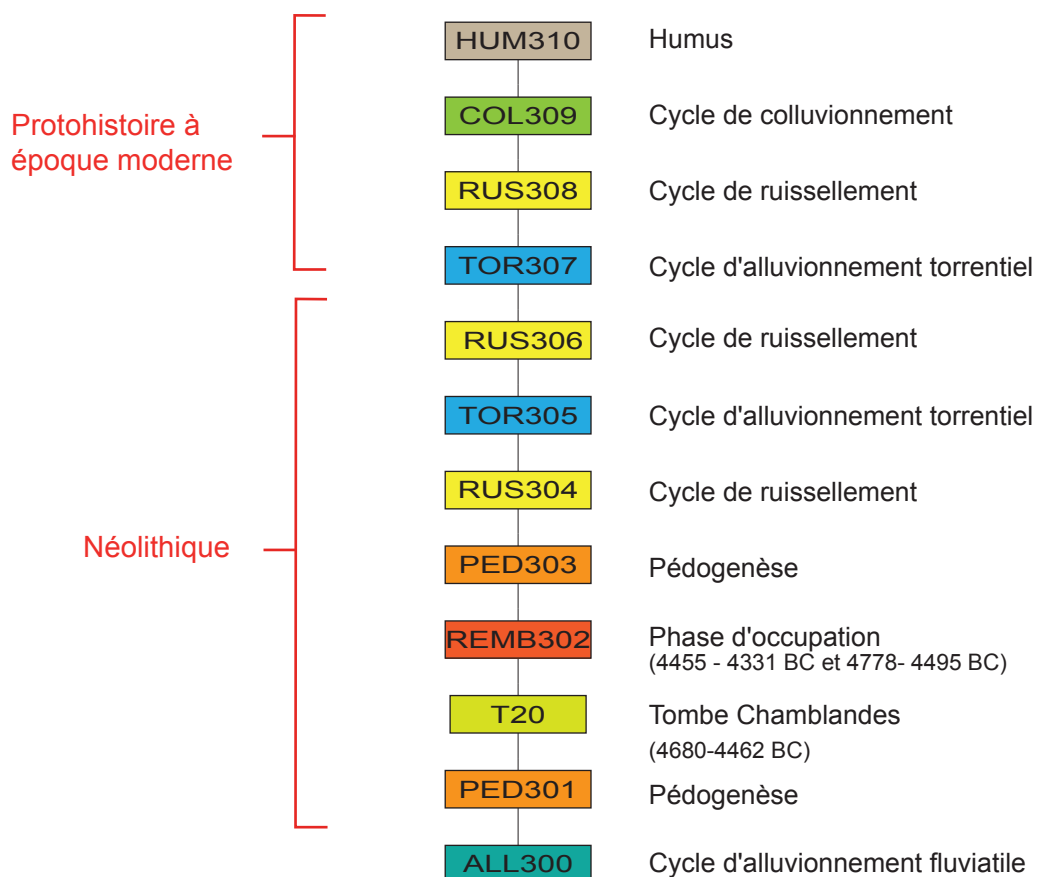 HUM310 Humus
COL309 Cycle de colluvionnement
Protohistoire à
époque moderne
RUS308 Cycle de ruissellement
TOR307 Cycle d'alluvionnement torrentiel
RUS306 Cycle de ruissellement
TOR305 Cycle d'alluvionnement torrentiel
RUS304 Cycle de ruissellement
Néolithique
PED303 Pédogenèse
REMB302 Phase d'occupation
(4455 - 4331 BC et 4778- 4495 BC)
T20 Tombe Chamblandes
(4680-4462 BC)
PED301 Pédogenèse
ALL300 Cycle d'alluvionnement fluviatile